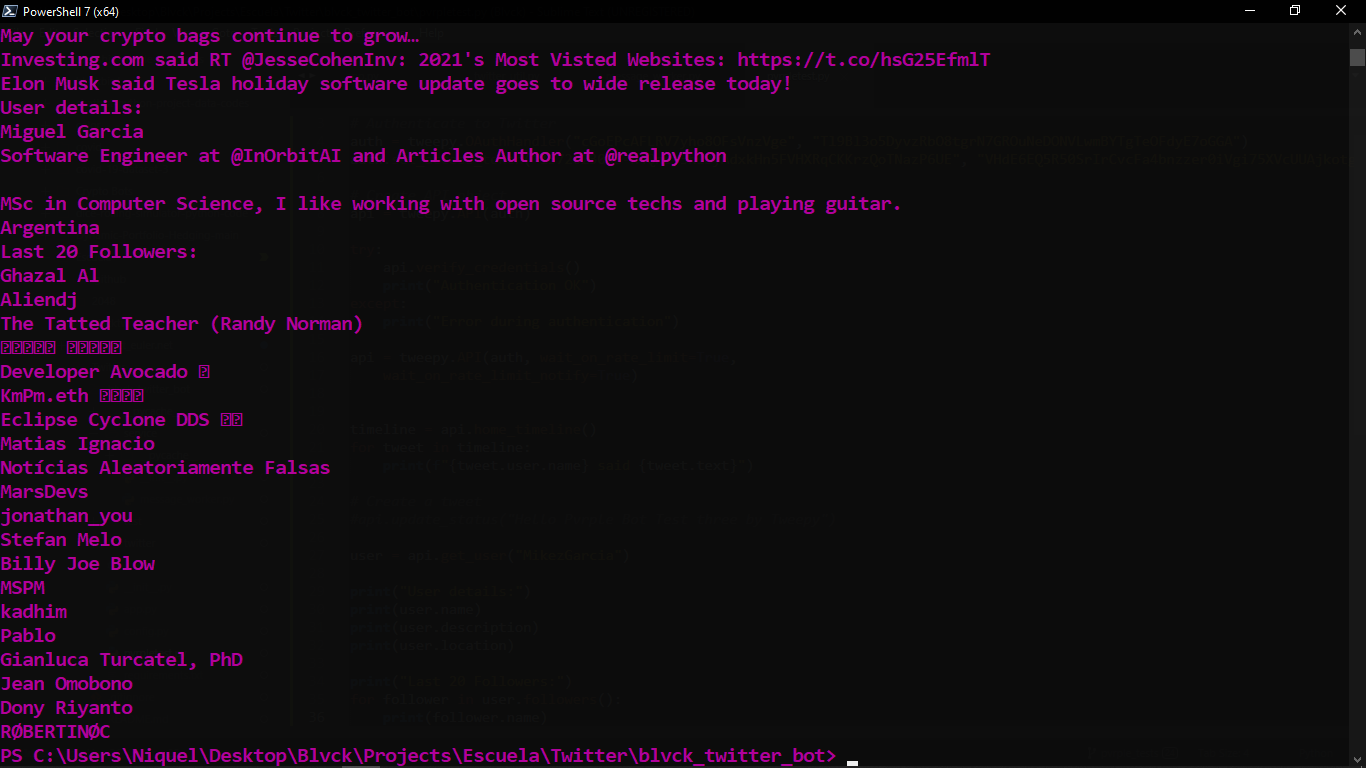 PowerShell 7 (x64)
May your crypto bags continue to grow…
Investing.com said RT @JesseCohenInv: 2021's Most Visted Websites: https://t.co/hsG25EfmlT
Elon Musk said Tesla holiday software update goes to wide release today!
User details:
Miguel Garcia
Software Engineer at @InOrbitAI and Articles Author at @realpython
MSc in Computer Science, I like working with open source techs and playing guitar.
Argentina
Last 20 Followers:
Ghazal Al
Aliendj
The Tatted Teacher (Randy Norman)
Developer Avocado
KmPm.eth
Eclipse Cyclone DDS
Matias Ignacio
Notícias Aleatoriamente Falsas
MarsDevs
jonathan_you
Stefan Melo
Billy Joe Blow
MSPM
kadhim
Pablo
Gianluca Turcatel, PhD
Jean Omobono
Dony Riyanto
RØBERTINØC
PS C:\Users\Niquel\Desktop\Blvck\Projects\Escuela\Twitter\blvck_twitter_bot>